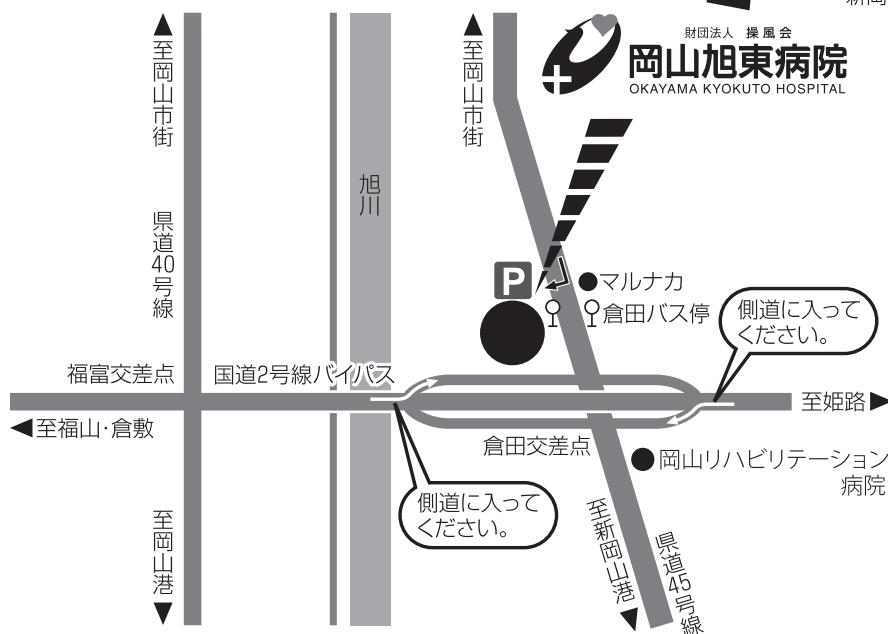 新岡
財団法人 操風会
岡山旭東病院
OKAYAMA KYOKUTO HOSPITAL
至岡山市街
至岡山市街
旭川
県道40号線
P
マルナカ
倉田バス停
側道に入って
ください。
福富交差点
国道2号線バイパス
至姫路
至福山・倉敷
倉田交差点
岡山リハビリテーション
病院
側道に入って
ください。
至岡山港
至新岡山港
県道45号線